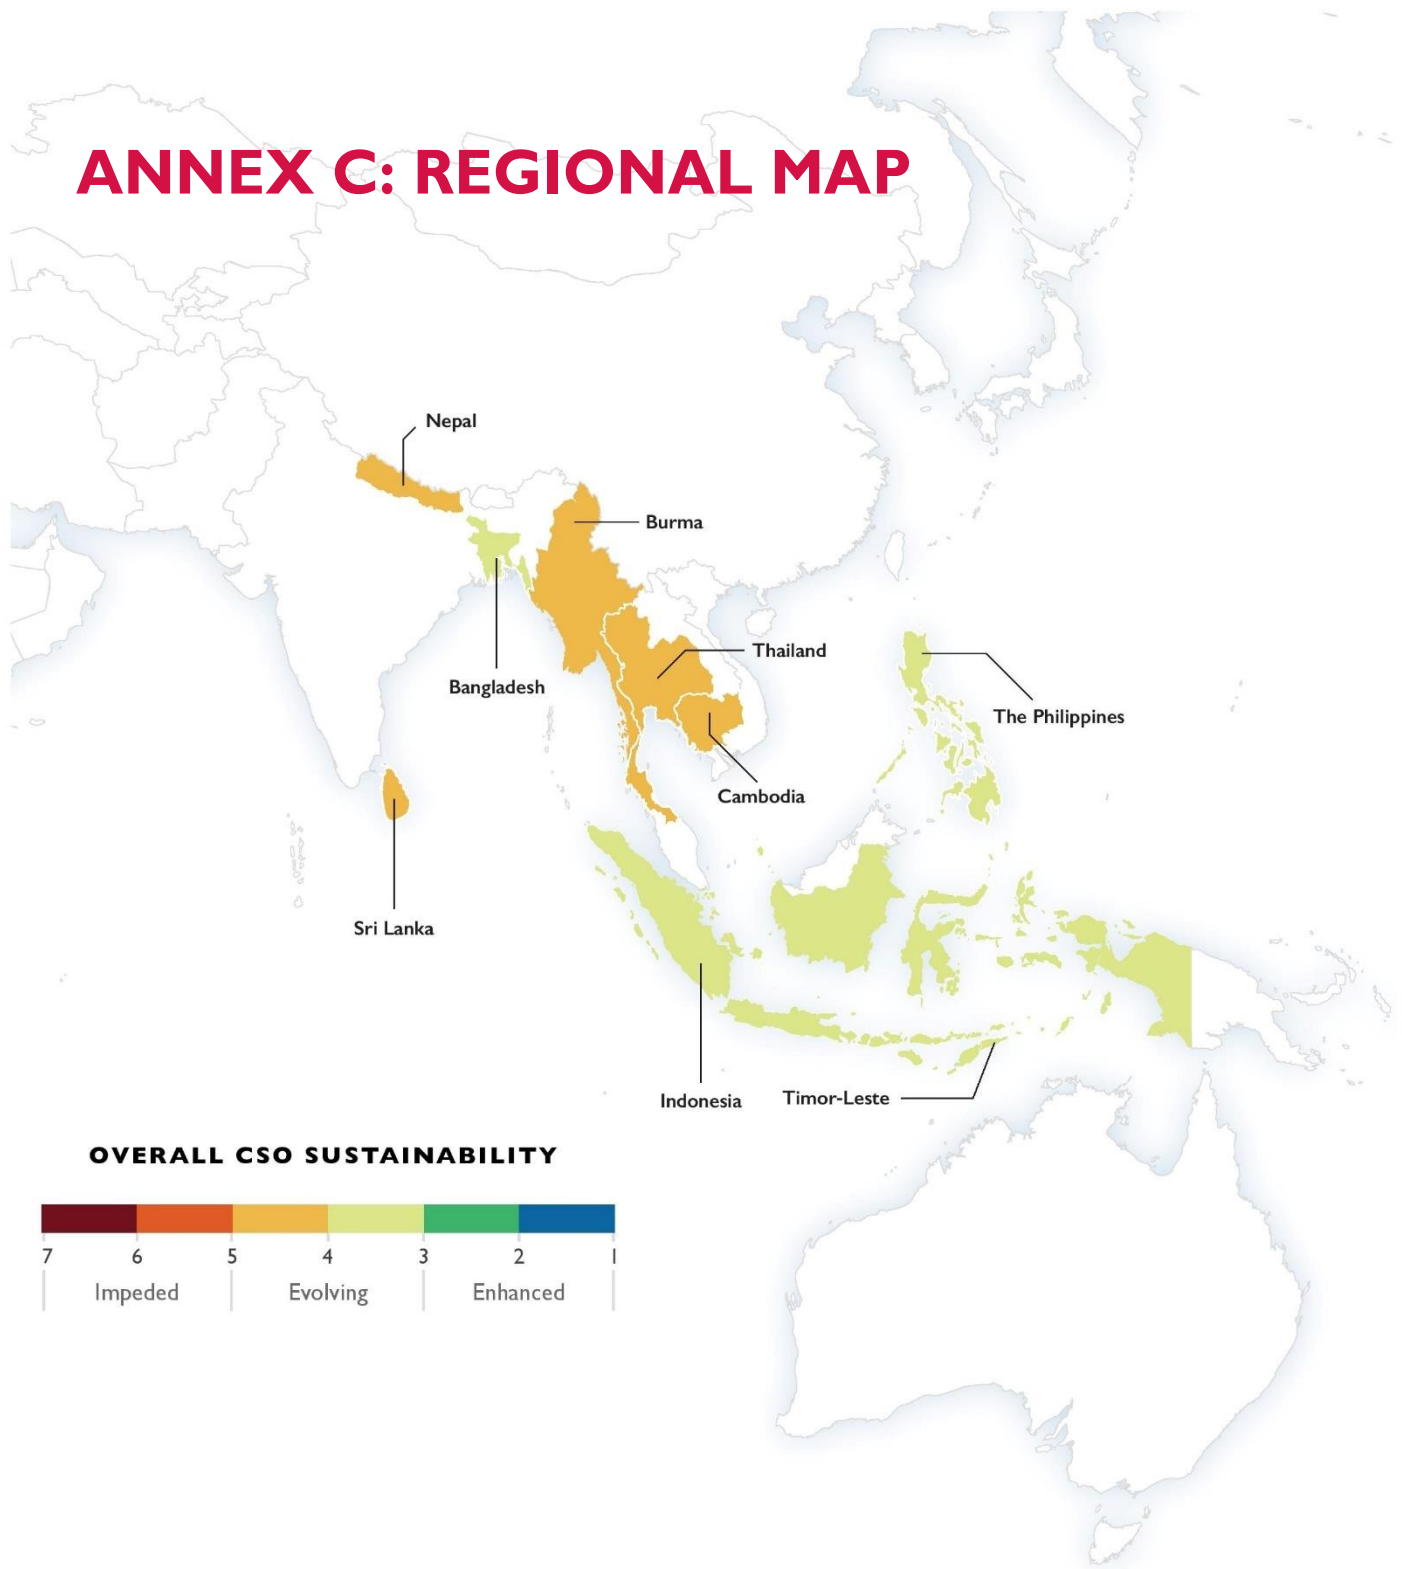 ANNEX C: REGIONAL MAP
Nepal
Burma
Thailand
Bangladesh
The Philippines
Cambodia
Sri Lanka
Indonesia
Timor-Leste
OVERALL CSO SUSTAINABILITY
7 6 5 4 3 2 1
Impeded Evolving Enhanced